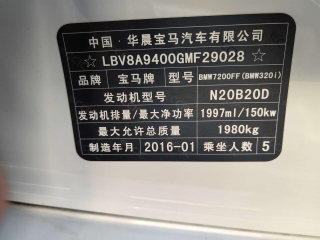 中国·华晨宝马汽车有限公司
☆ LBV8A9400GMF29028 ☆
品牌 宝马牌 型号 BMW7200FF(BMW320i)
发动机型号 N20B20D
发动机排量/最大净功率 1997ml/150kw
最大允许总质量 1980kg
制造年月 2016-01 乘坐人数 5